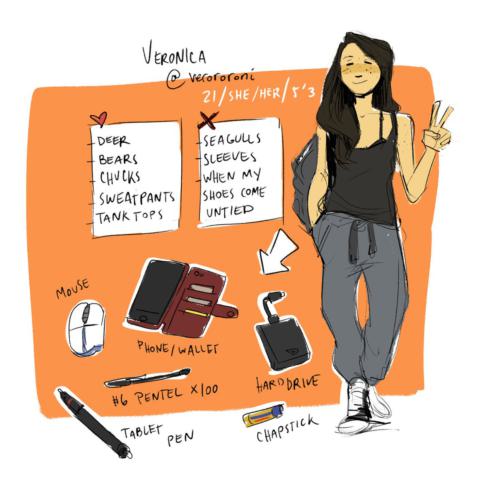 VERONICA
@veroroni
21/SHE/HER/5'3
- DEER
- BEARS
- CHUCKS
- SWEATPANTS
- TANK TOPS
- SEAGULLS
- SLEEVES
- WHEN MY
SHOES COME
UNTIED
MOUSE
PHONE/WALLET
HARD DRIVE
#6 PENTEL X100
CHAPSTICK
TABLET
PEN